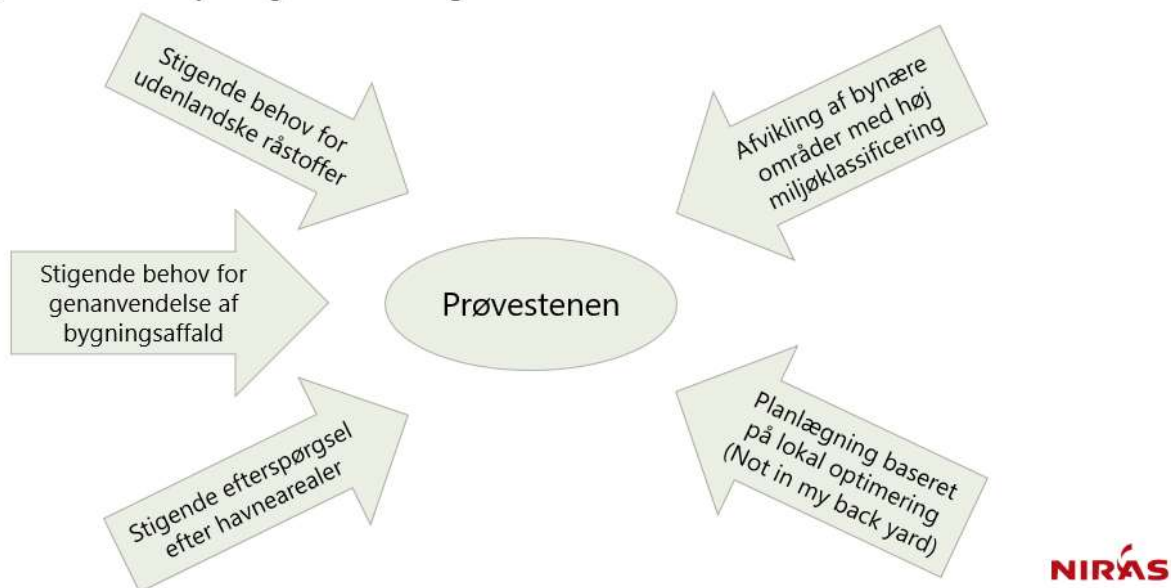 Stigende behov for
udenlandske råstoffer
Afvikling af bynære
områder med høj
miljøklassificering
Stigende behov for
genanvendelse af
bygningsaffald
Prøvestenen
Stigende efterspørgsel
efter havnearealer
Planlægning baseret
på lokal optimering
(Not in my back yard)
NIRAS